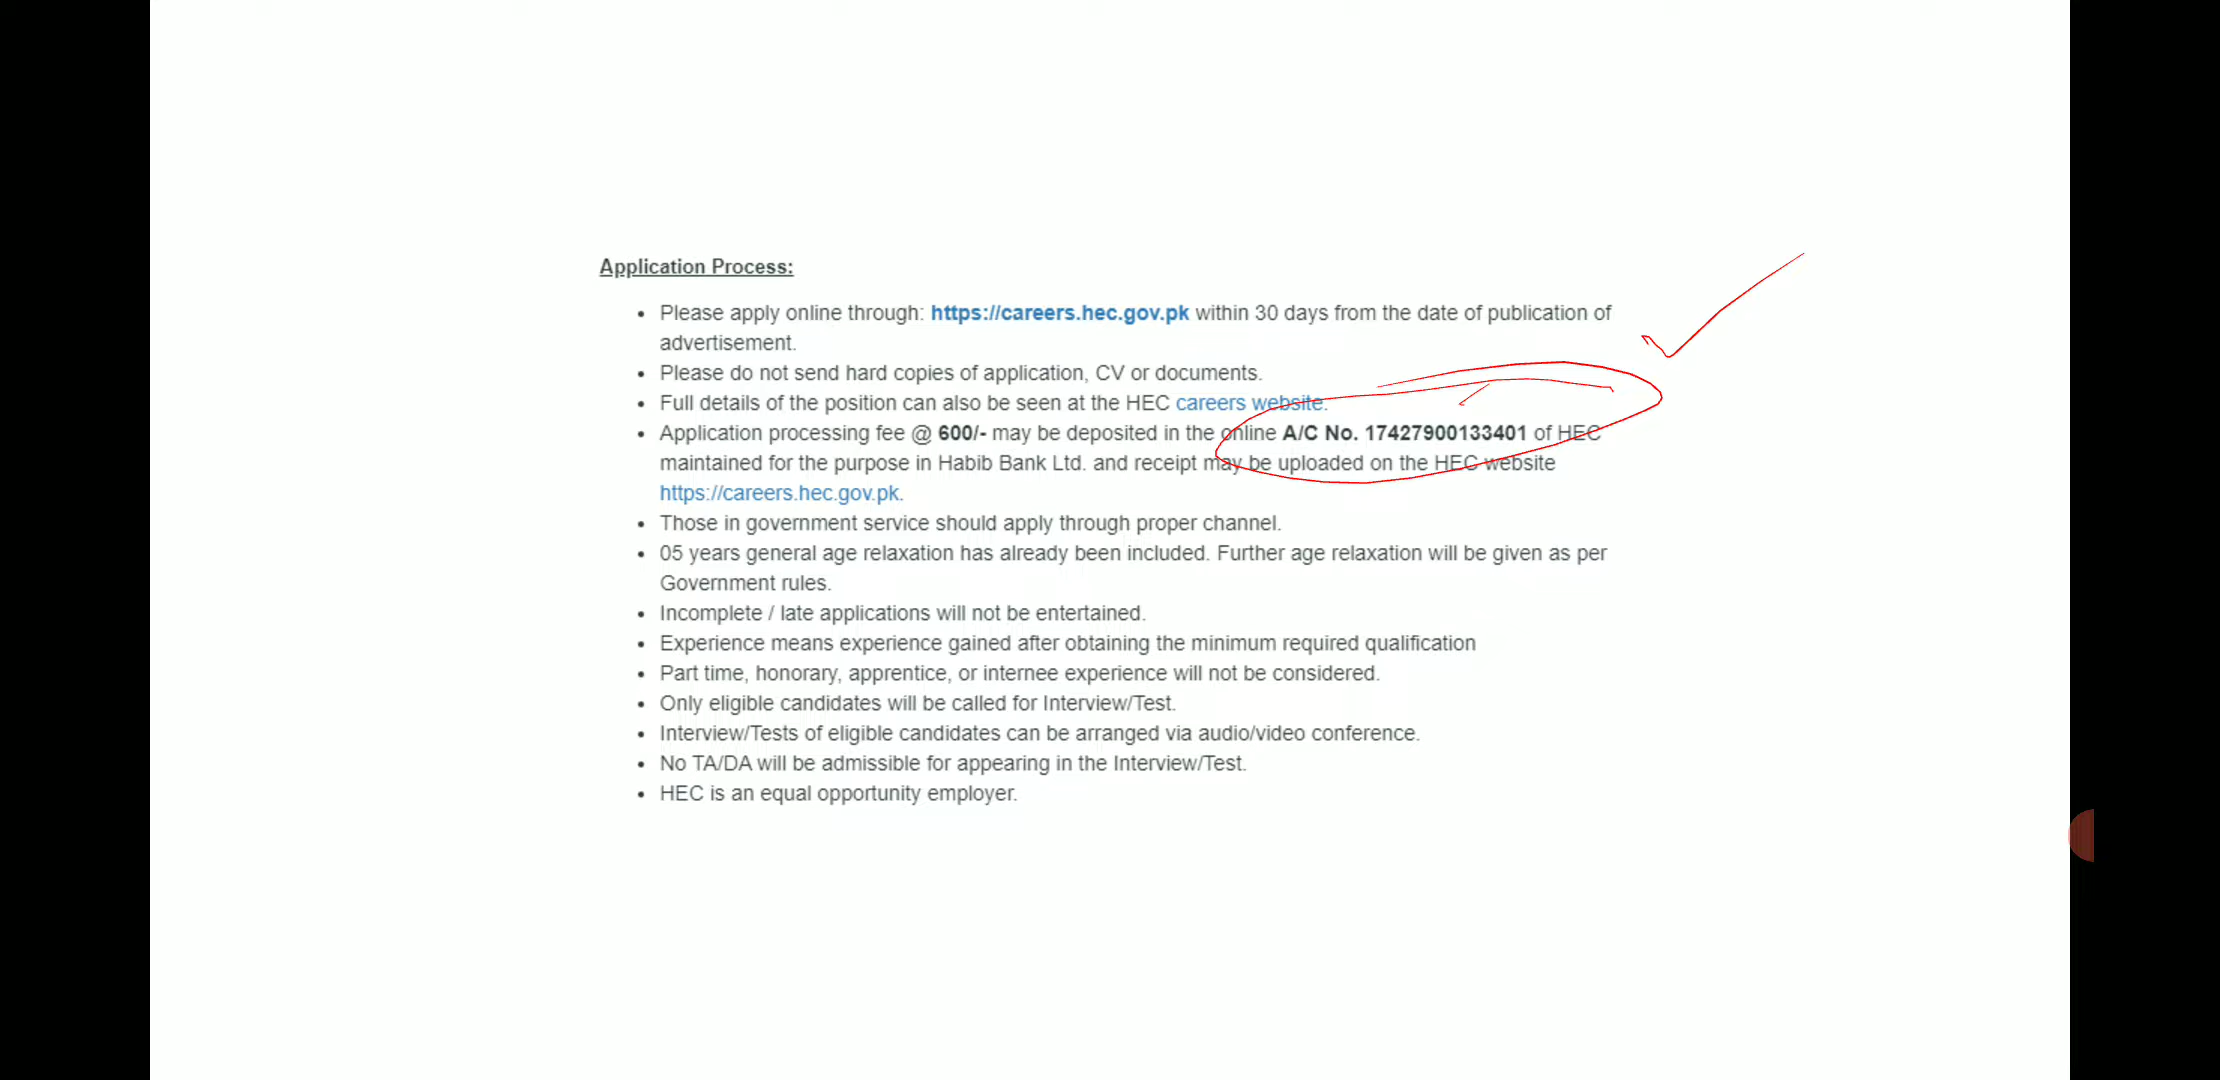 Application Process:
Please apply online through: https://careers.hec.gov.pk within 30 days from the date of publication of
advertisement.
Please do not send hard copies of application, CV or documents.
Full details of the position can also be seen at the HEC careers website.
Application processing fee @ 600/- may be deposited in the online A/C No. 17427900133401 of HEC
maintained for the purpose in Habib Bank Ltd. and receipt may be uploaded on the HEC website
https://careers.hec.gov.pk.
Those in government service should apply through proper channel.
05 years general age relaxation has already been included. Further age relaxation will be given as per
Government rules.
Incomplete / late applications will not be entertained.
Experience means experience gained after obtaining the minimum required qualification
Part time, honorary, apprentice, or internee experience will not be considered.
Only eligible candidates will be called for Interview/Test.
Interview/Tests of eligible candidates can be arranged via audio/video conference.
No TA/DA will be admissible for appearing in the Interview/Test.
HEC is an equal opportunity employer.